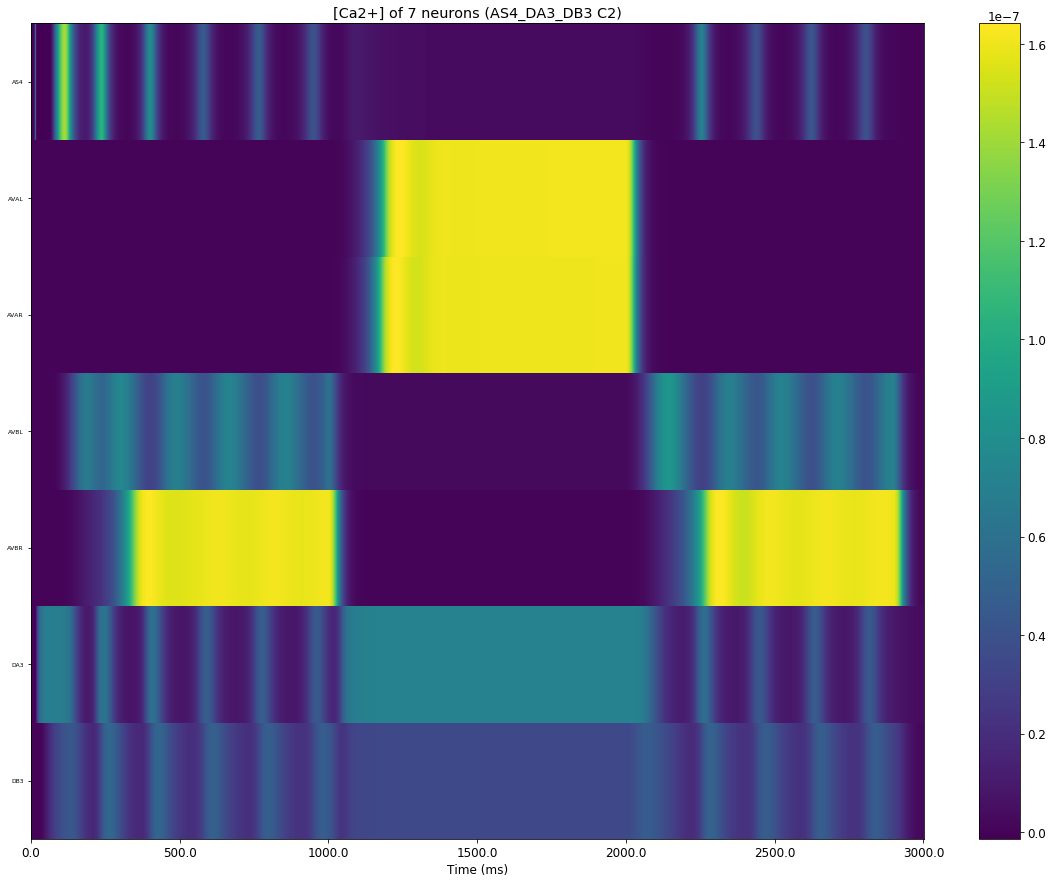 [Ca2+] of 7 neurons (AS4_DA3_DB3 C2)
1e−7
AS4
AVAL
AVAR
AVBL
AVBR
DA3
DB3
0.0 500.0 1000.0 1500.0 2000.0 2500.0 3000.0
Time (ms)
1.6
1.4
1.2
1.0
0.8
0.6
0.4
0.2
0.0